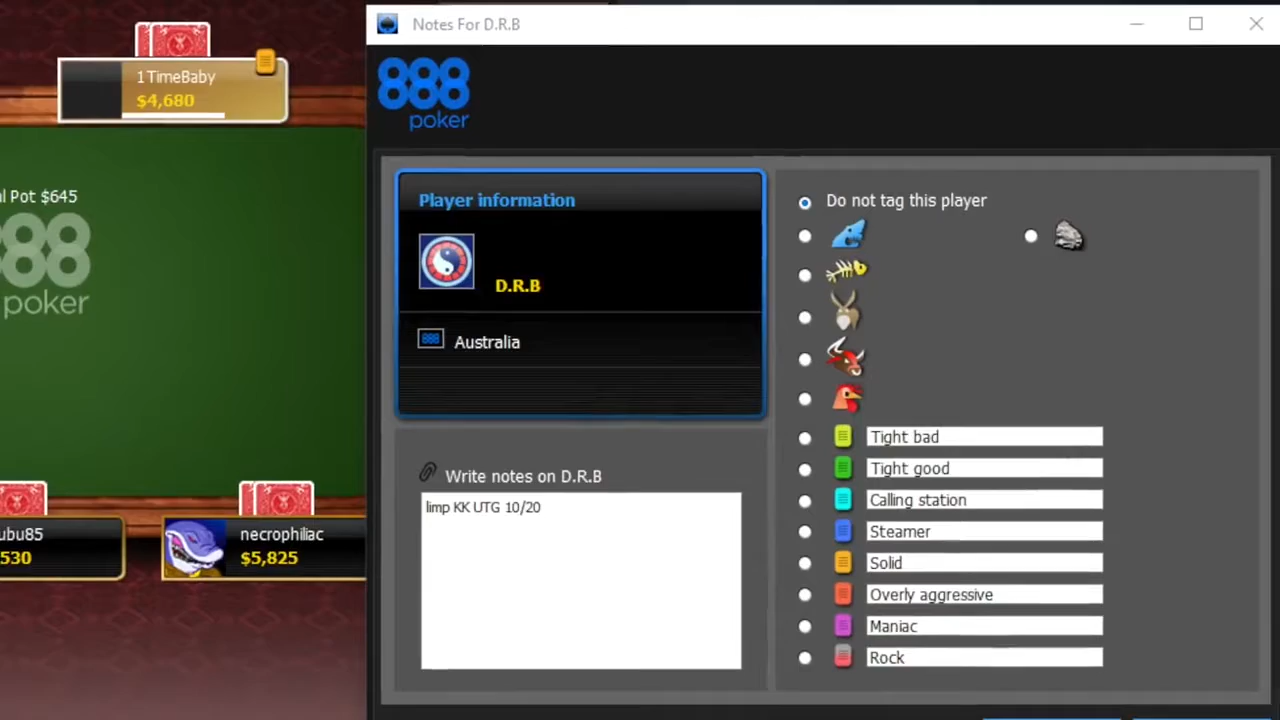 Notes For D.R.B
1TimeBaby
$4,680
888
poker
Player information
Do not tag this player
l Pot $645
D.R.B
888
poker
888
Australia
Tight bad
Write notes on D.R.B
Tight good
limp KK UTG 10/20
Calling station
ubu85
necrophiliac
Steamer
530
$5,825
Solid
Overly aggressive
Maniac
Rock